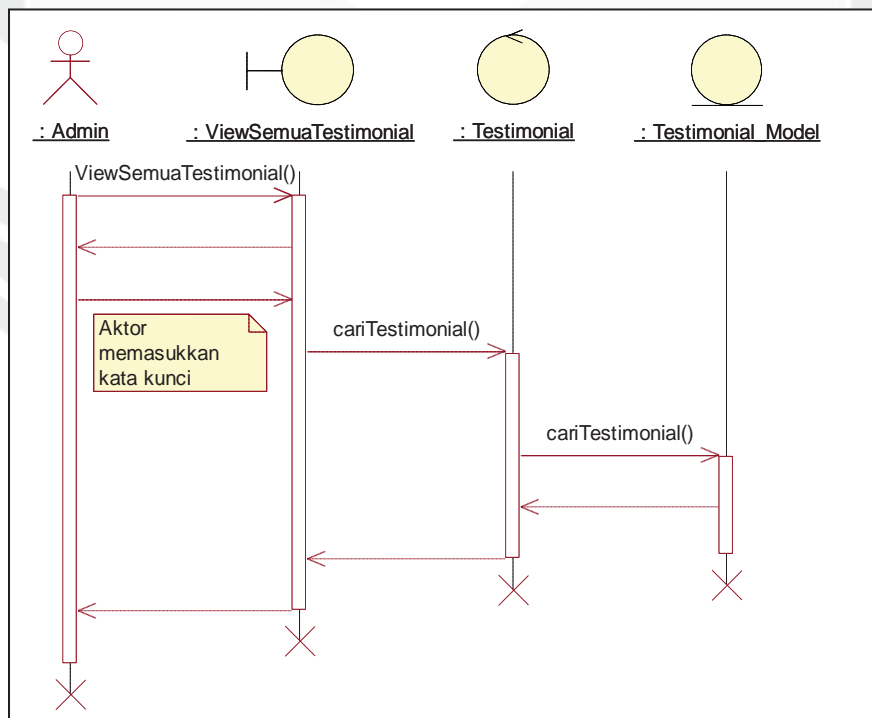 : Admin
: ViewSemuaTestimonial
: Testimonial
: Testimonial_Model
ViewSemuaTestimonial()
Aktor
memasukkan
kata kunci
cariTestimonial()
cariTestimonial()